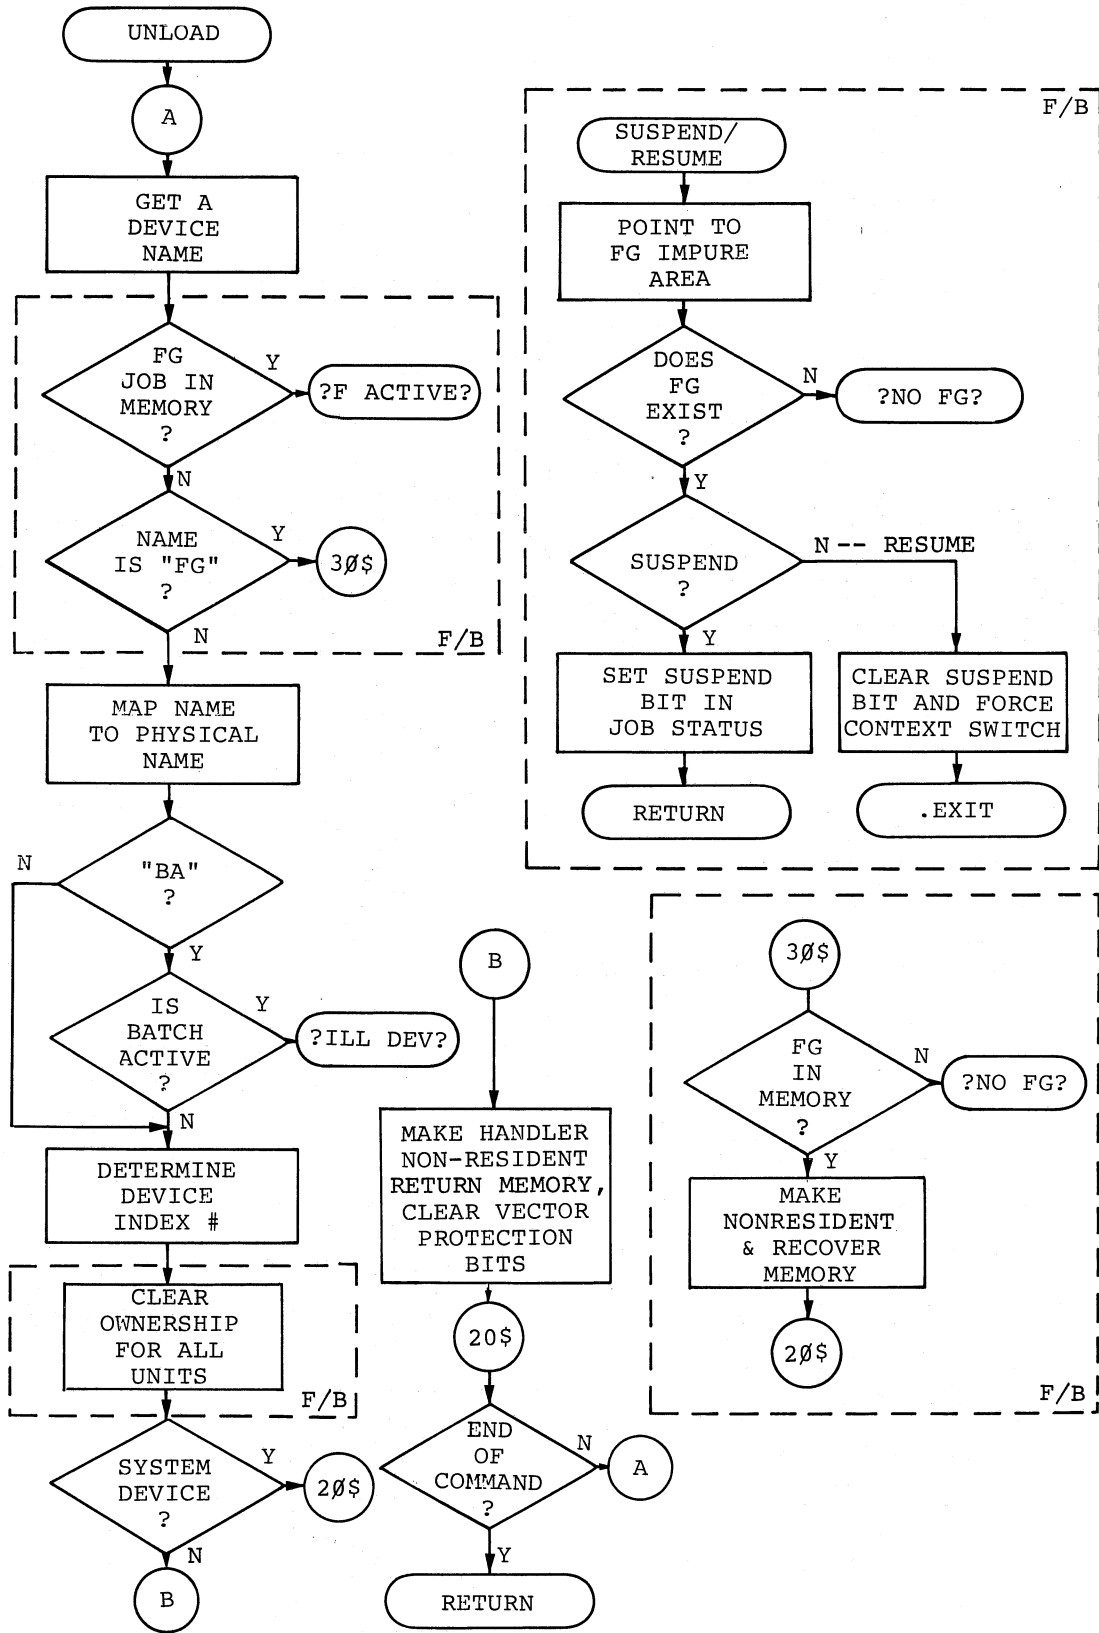 UNLOAD
A
GET A
DEVICE
NAME
FG
JOB IN
MEMORY
?
Y
?F ACTIVE?
N
NAME
IS "FG"
?
Y
3Ø$
N
F/B
MAP NAME
TO PHYSICAL
NAME
"BA"
?
N
Y
IS
BATCH
ACTIVE
?
Y
?ILL DEV?
N
DETERMINE
DEVICE
INDEX #
CLEAR
OWNERSHIP
FOR ALL
UNITS
F/B
SYSTEM
DEVICE
?
Y
2Ø$
N
B
B
MAKE HANDLER
NON-RESIDENT
RETURN MEMORY,
CLEAR VECTOR
PROTECTION
BITS
20$
END
OF
COMMAND
?
N
A
Y
RETURN
F/B
SUSPEND/
RESUME
POINT TO
FG IMPURE
AREA
DOES
FG
EXIST
?
N
?NO FG?
Y
SUSPEND
?
N -- RESUME
Y
SET SUSPEND
BIT IN
JOB STATUS
RETURN
CLEAR SUSPEND
BIT AND FORCE
CONTEXT SWITCH
.EXIT
3Ø$
FG
IN
MEMORY
?
N
?NO FG?
Y
MAKE
NONRESIDENT
& RECOVER
MEMORY
2Ø$
F/B